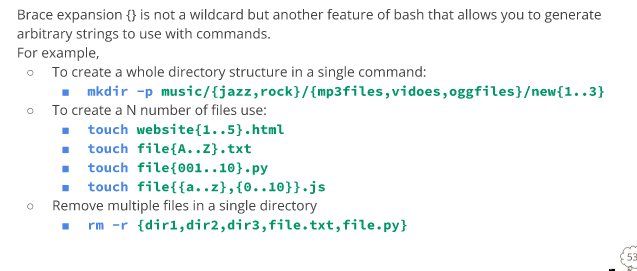 Brace expansion {} is not a wildcard but another feature of bash that allows you to generate
arbitrary strings to use with commands.
For example,
○ To create a whole directory structure in a single command:
■ mkdir -p music/{jazz,rock}/{mp3files,vidoes,oggfiles}/new{1..3}
○ To create a N number of files use:
■ touch website{1..5}.html
■ touch file{A..Z}.txt
■ touch file{001..10}.py
■ touch file{{a..z},{0..10}}.js
○ Remove multiple files in a single directory
■ rm -r {dir1,dir2,dir3,file.txt,file.py}
53